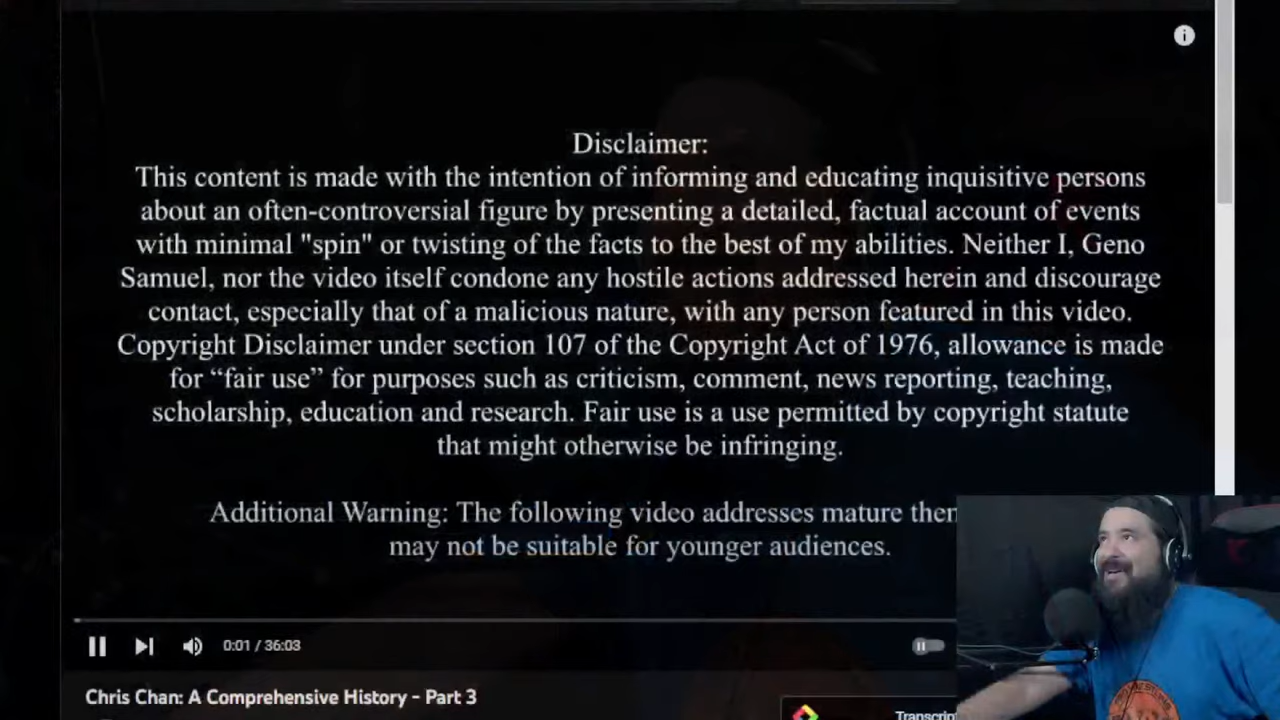 Disclaimer:
This content is made with the intention of informing and educating inquisitive persons
about an often-controversial figure by presenting a detailed, factual account of events
with minimal "spin" or twisting of the facts to the best of my abilities. Neither I, Geno
Samuel, nor the video itself condone any hostile actions addressed herein and discourage
contact, especially that of a malicious nature, with any person featured in this video.
Copyright Disclaimer under section 107 of the Copyright Act of 1976, allowance is made
for “fair use” for purposes such as criticism, comment, news reporting, teaching,
scholarship, education and research. Fair use is a use permitted by copyright statute
that might otherwise be infringing.
Additional Warning: The following video addresses mature
may not be suitable for younger audiences.
0:01 / 36:03
Chris Chan: A Comprehensive History - Part 3